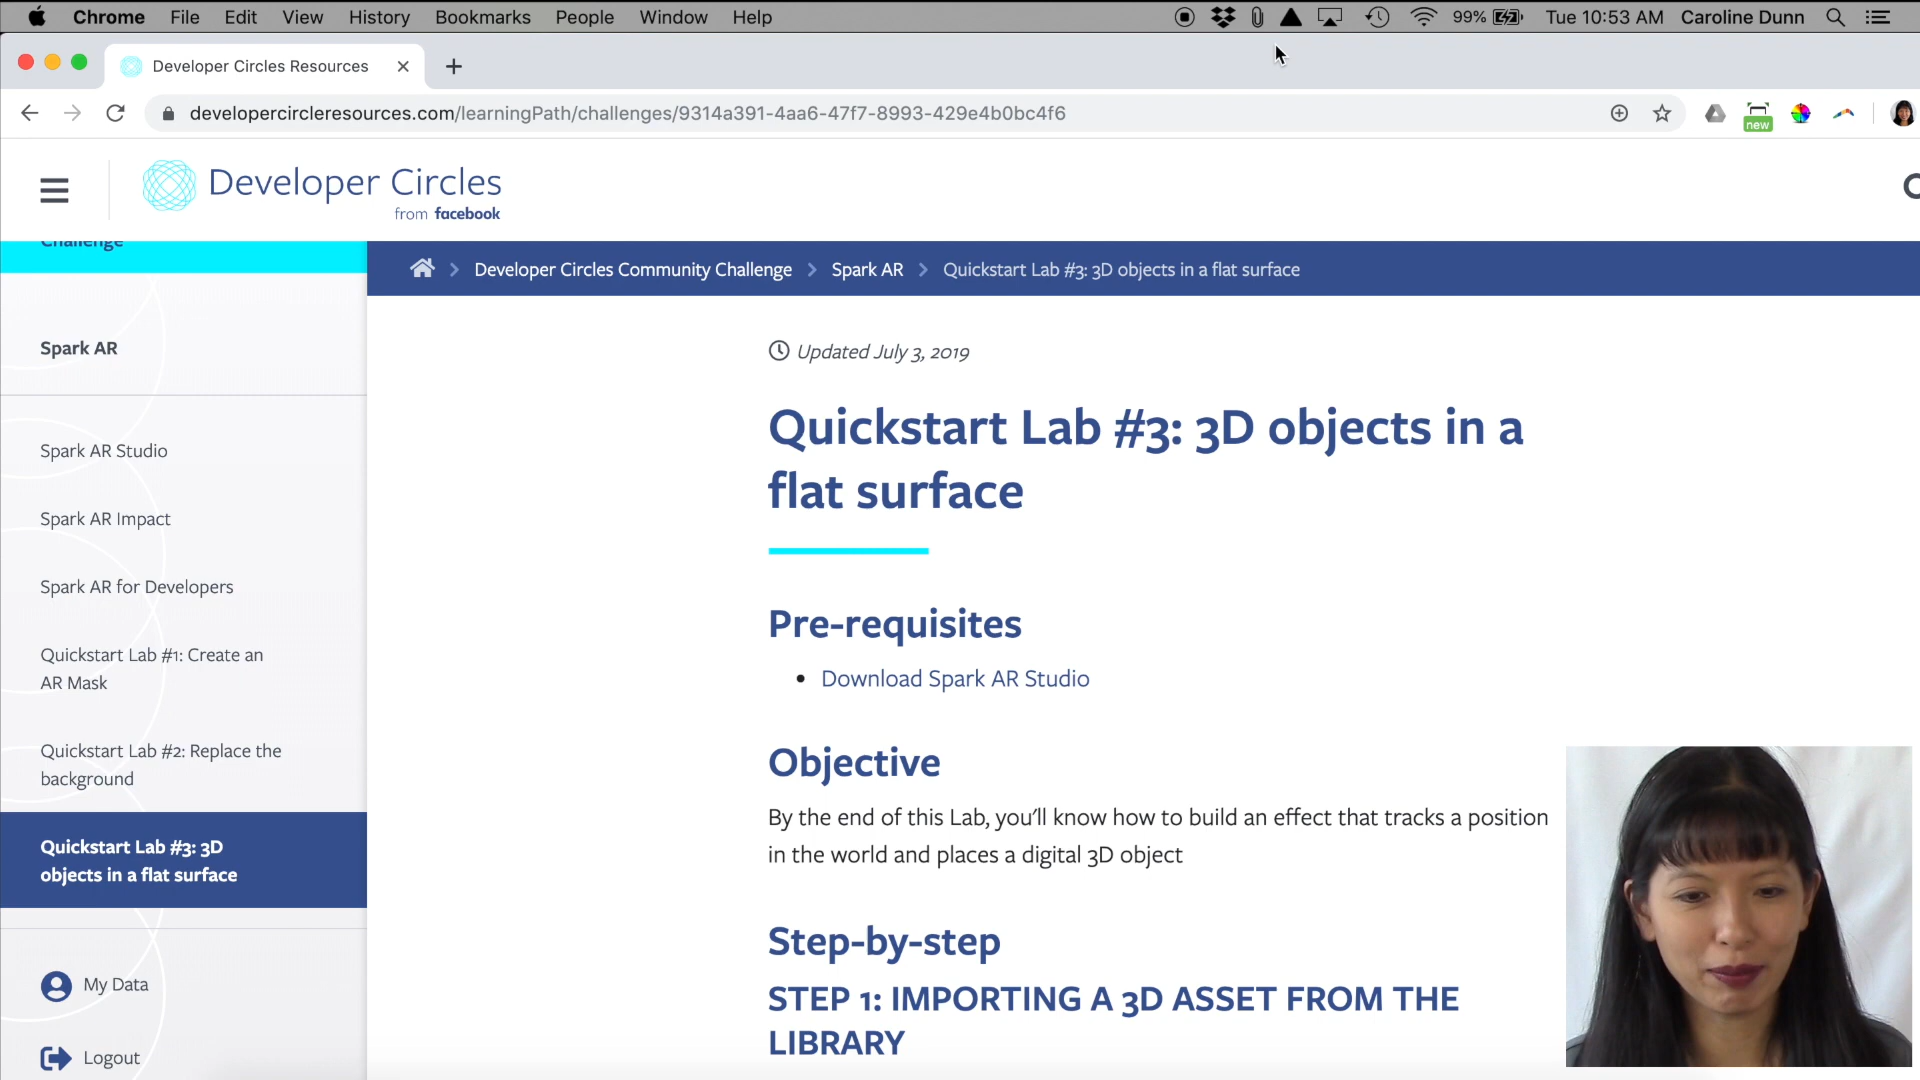 Chrome File Edit View History Bookmarks People Window Help 99% Tue 10:53 AM Caroline Dunn
Developer Circles Resources
developercircleresources.com/learningPath/challenges/9314a391-4aa6-47f7-8993-429e4b0bc4f6
new
Developer Circles
from facebook
Challenge
Developer Circles Community Challenge Spark AR Quickstart Lab #3: 3D objects in a flat surface
Spark AR
Spark AR Studio
Spark AR Impact
Spark AR for Developers
Quickstart Lab #1: Create an
AR Mask
Quickstart Lab #2: Replace the
background
Quickstart Lab #3: 3D
objects in a flat surface
My Data
Logout
Updated July 3, 2019
Quickstart Lab #3: 3D objects in a
flat surface
Pre-requisites
• Download Spark AR Studio
Objective
By the end of this Lab, you'll know how to build an effect that tracks a position
in the world and places a digital 3D object
Step-by-step
STEP 1: IMPORTING A 3D ASSET FROM THE
LIBRARY